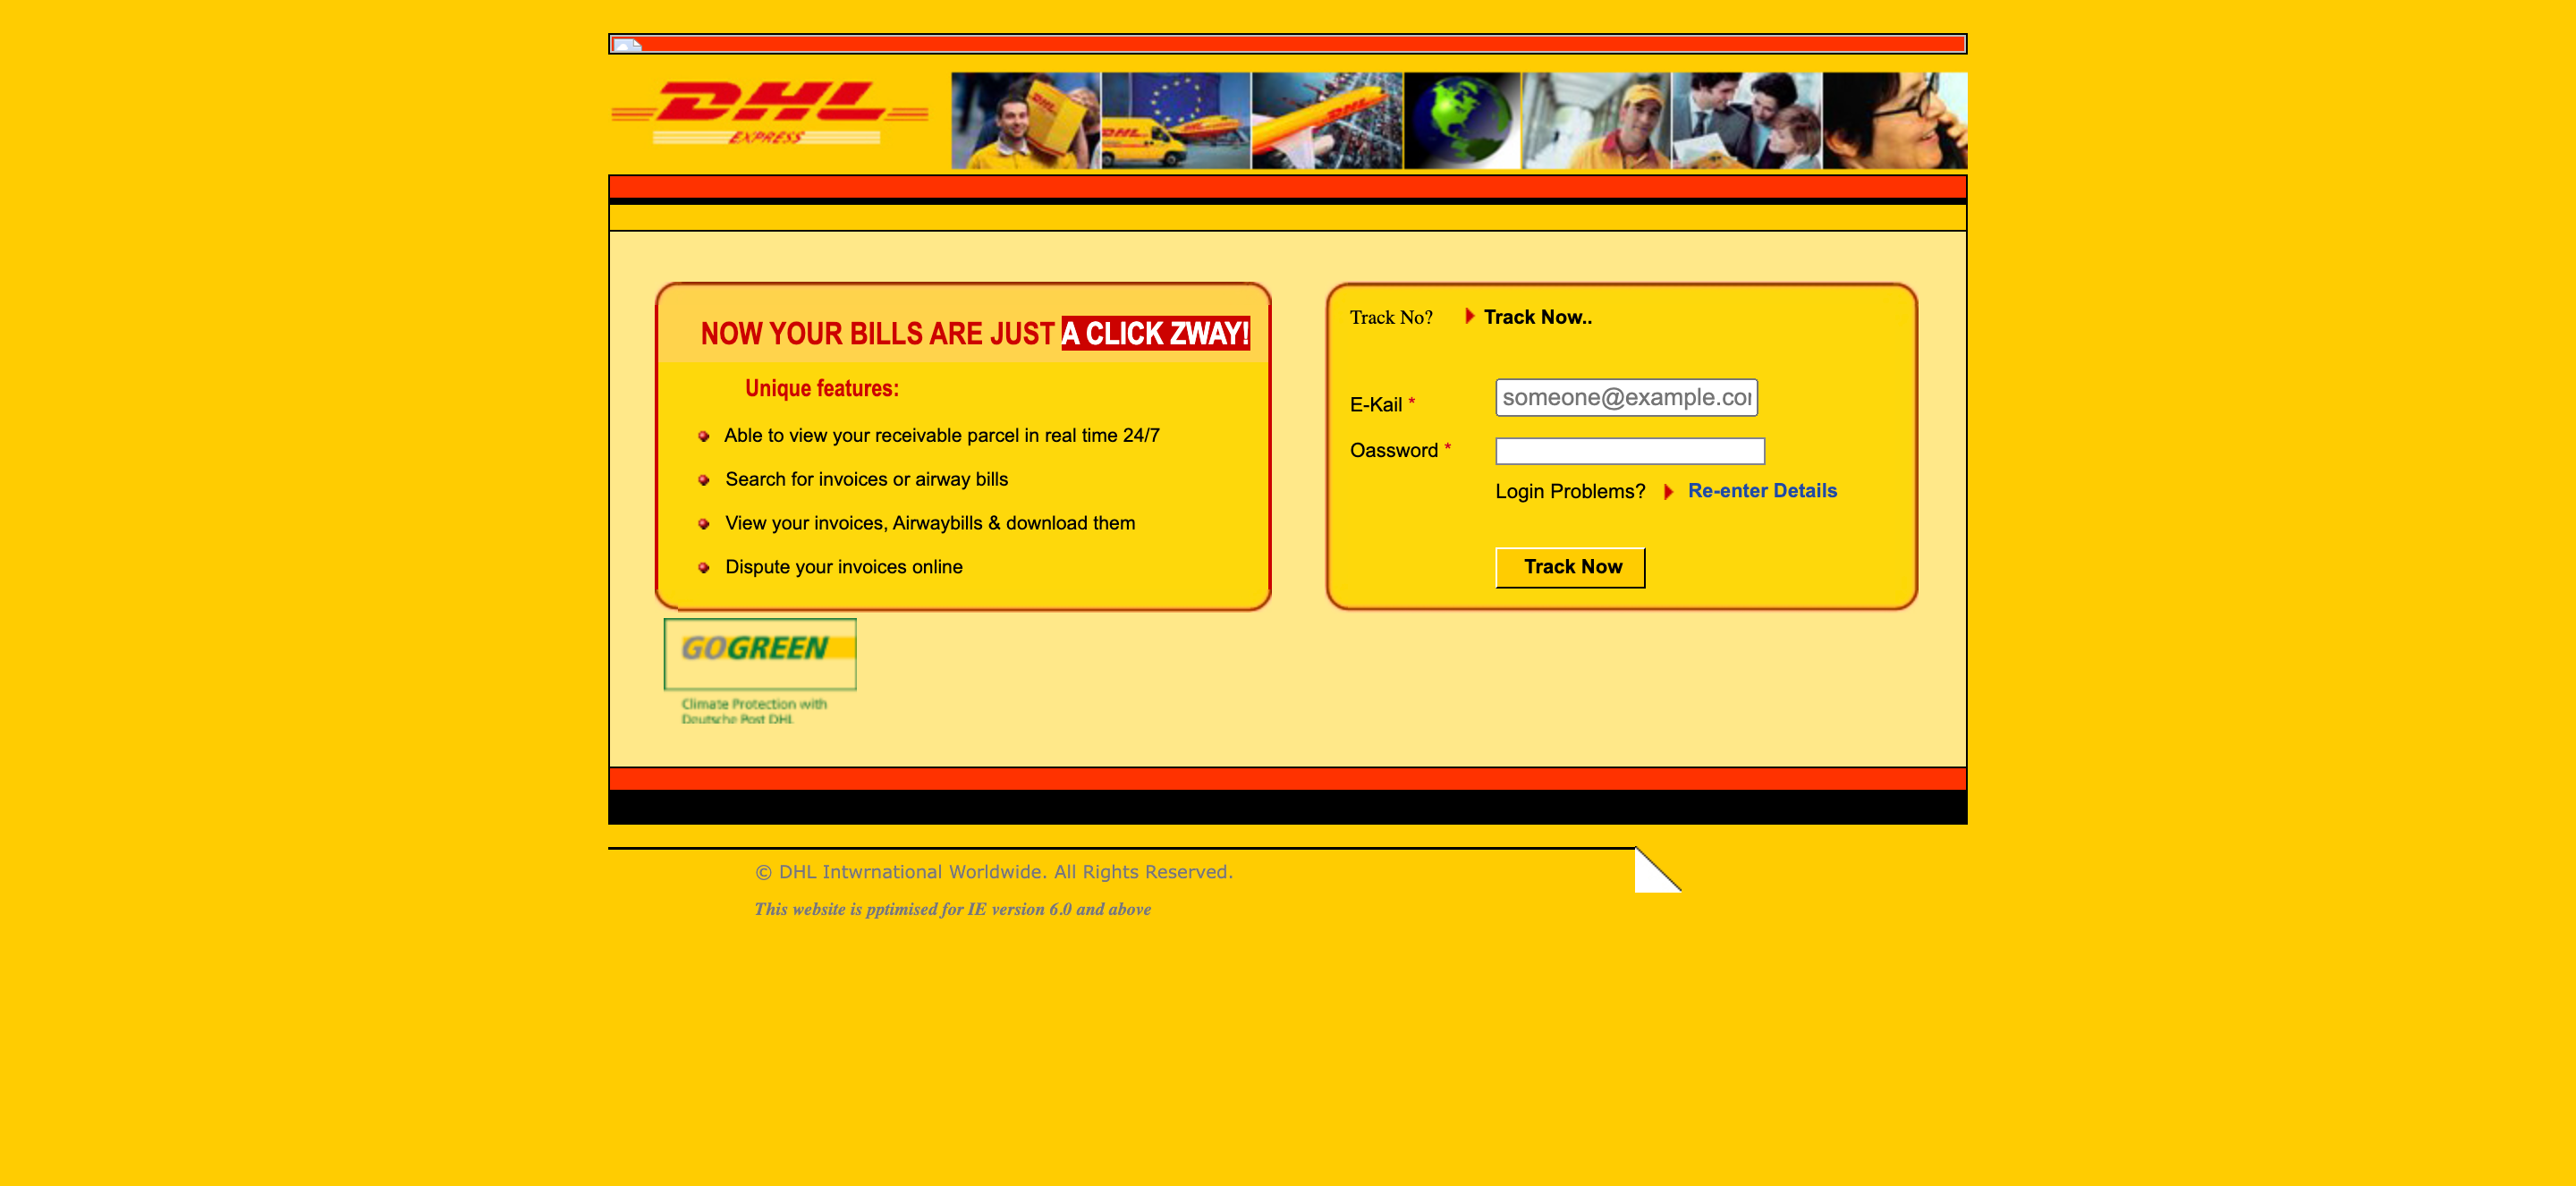 DHL
EXPRESS
DHL
DHL
DHL
NOW YOUR BILLS ARE JUST A CLICK ZWAY!
Unique features:
Able to view your receivable parcel in real time 24/7
Search for invoices or airway bills
View your invoices, Airwaybills & download them
Dispute your invoices online
Track No? Track Now..
E-Kail * someone@example.co
Oassword *
Login Problems? Re-enter Details
Track Now
GOGREEN
Climate Protection with
Deutsche Post DHL
© DHL Intwrnational Worldwide. All Rights Reserved.
This website is pptimised for IE version 6.0 and above